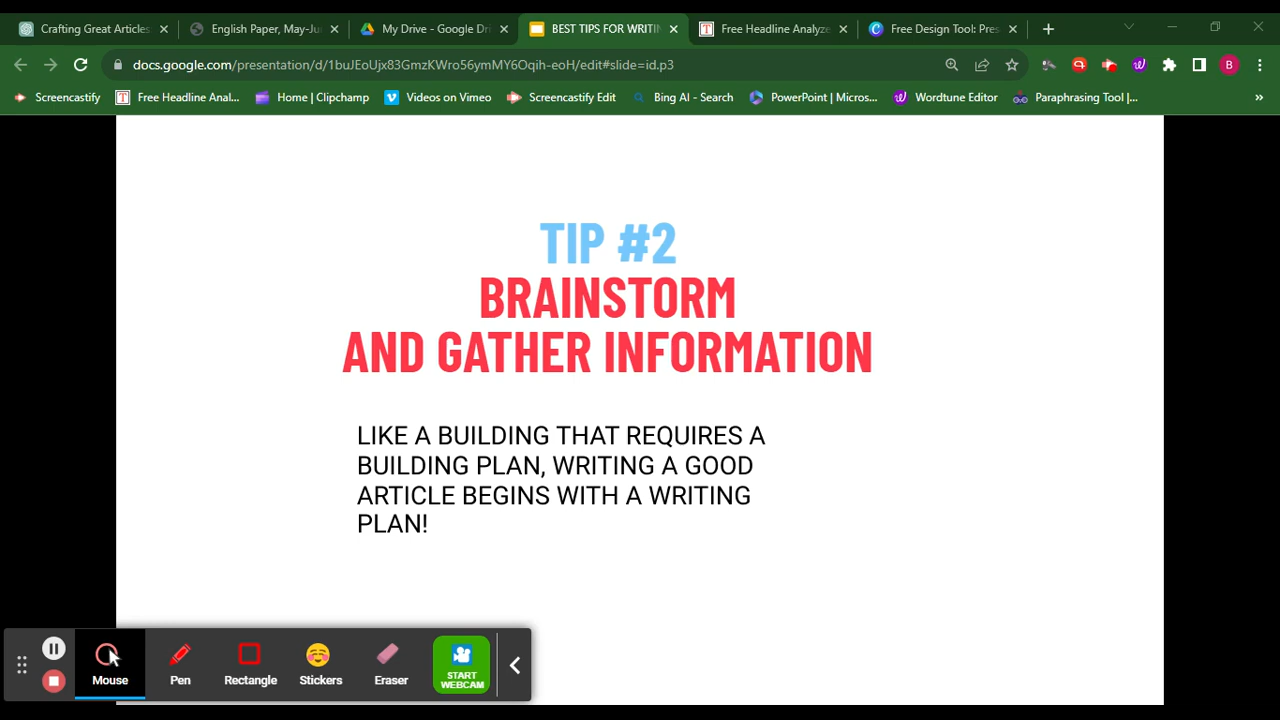 Crafting Great Articles
English Paper, May-Ju
My Drive - Google Dri
BEST TIPS FOR WRITIN
Free Headline Analyze
Free Design Tool: Pres
docs.google.com/presentation/d/1buJEoUjx83GmzKWro56ymMY6Oqih-eoH/edit#slide=id.p3
B
Screencastify
Free Headline Anal...
Home | Clipchamp
Videos on Vimeo
Screencastify Edit
Bing AI - Search
PowerPoint | Micros...
Wordtune Editor
Paraphrasing Tool |...
TIP #2
BRAINSTORM
AND GATHER INFORMATION
LIKE A BUILDING THAT REQUIRES A
BUILDING PLAN, WRITING A GOOD
ARTICLE BEGINS WITH A WRITING
PLAN!
Mouse
Pen
Rectangle
Stickers
Eraser
START
WEBCAM